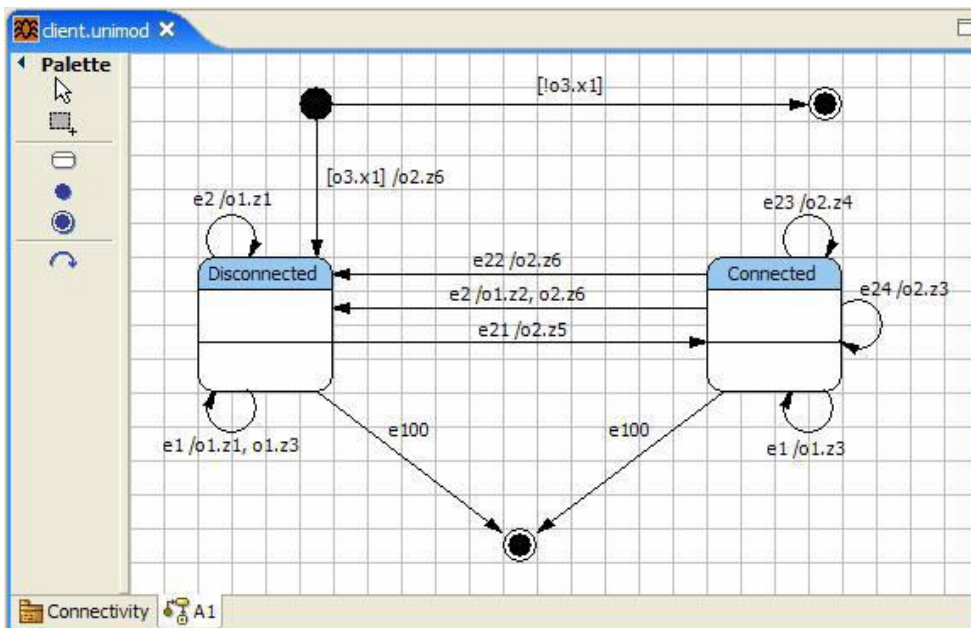 client.unimod
Palette
[!o3.x1]
[o3.x1] /o2.z6
e2 /o1.z1
e23 /o2.z4
Disconnected
e22 /o2.z6
Connected
e2 /o1.z2, o2.z6
e24 /o2.z3
e21 /o2.z5
e1 /o1.z1, o1.z3
e100
e100
e1 /o1.z3
Connectivity
A1